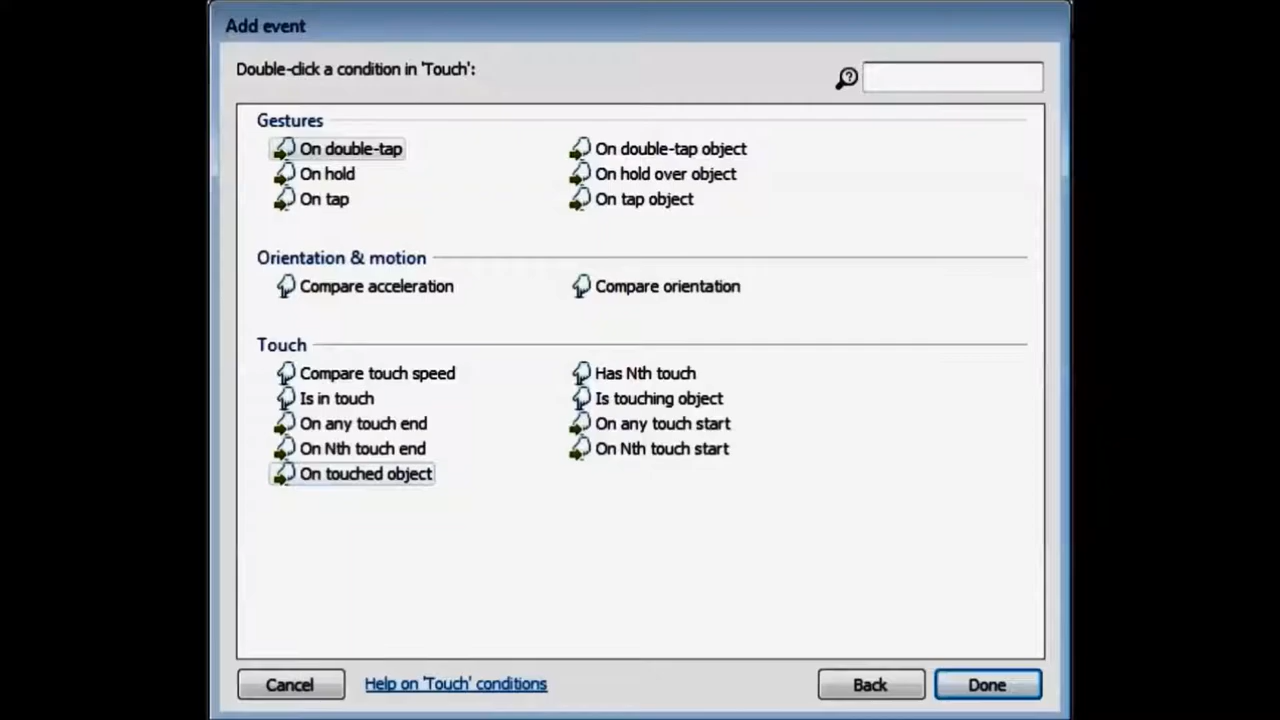 Add event
Double-click a condition in 'Touch':
Gestures
On double-tap
On double-tap object
On hold
On hold over object
On tap
On tap object
Orientation & motion
Compare acceleration
Compare orientation
Touch
Compare touch speed
Has Nth touch
Is in touch
Is touching object
On any touch end
On any touch start
On Nth touch end
On Nth touch start
On touched object
Cancel
Help on 'Touch' conditions
Back
Done